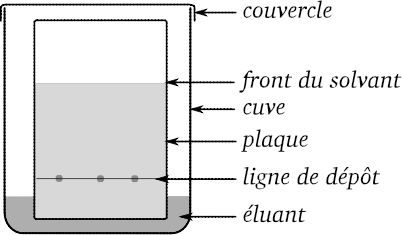 couvercle
front du solvant
cuve
plaque
ligne de dépôt
éluant